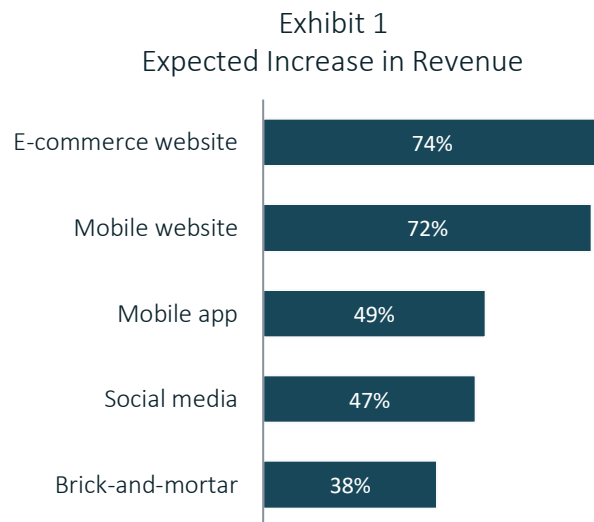 Exhibit 1
Expected Increase in Revenue
E-commerce website 74%
Mobile website 72%
Mobile app 49%
Social media 47%
Brick-and-mortar 38%